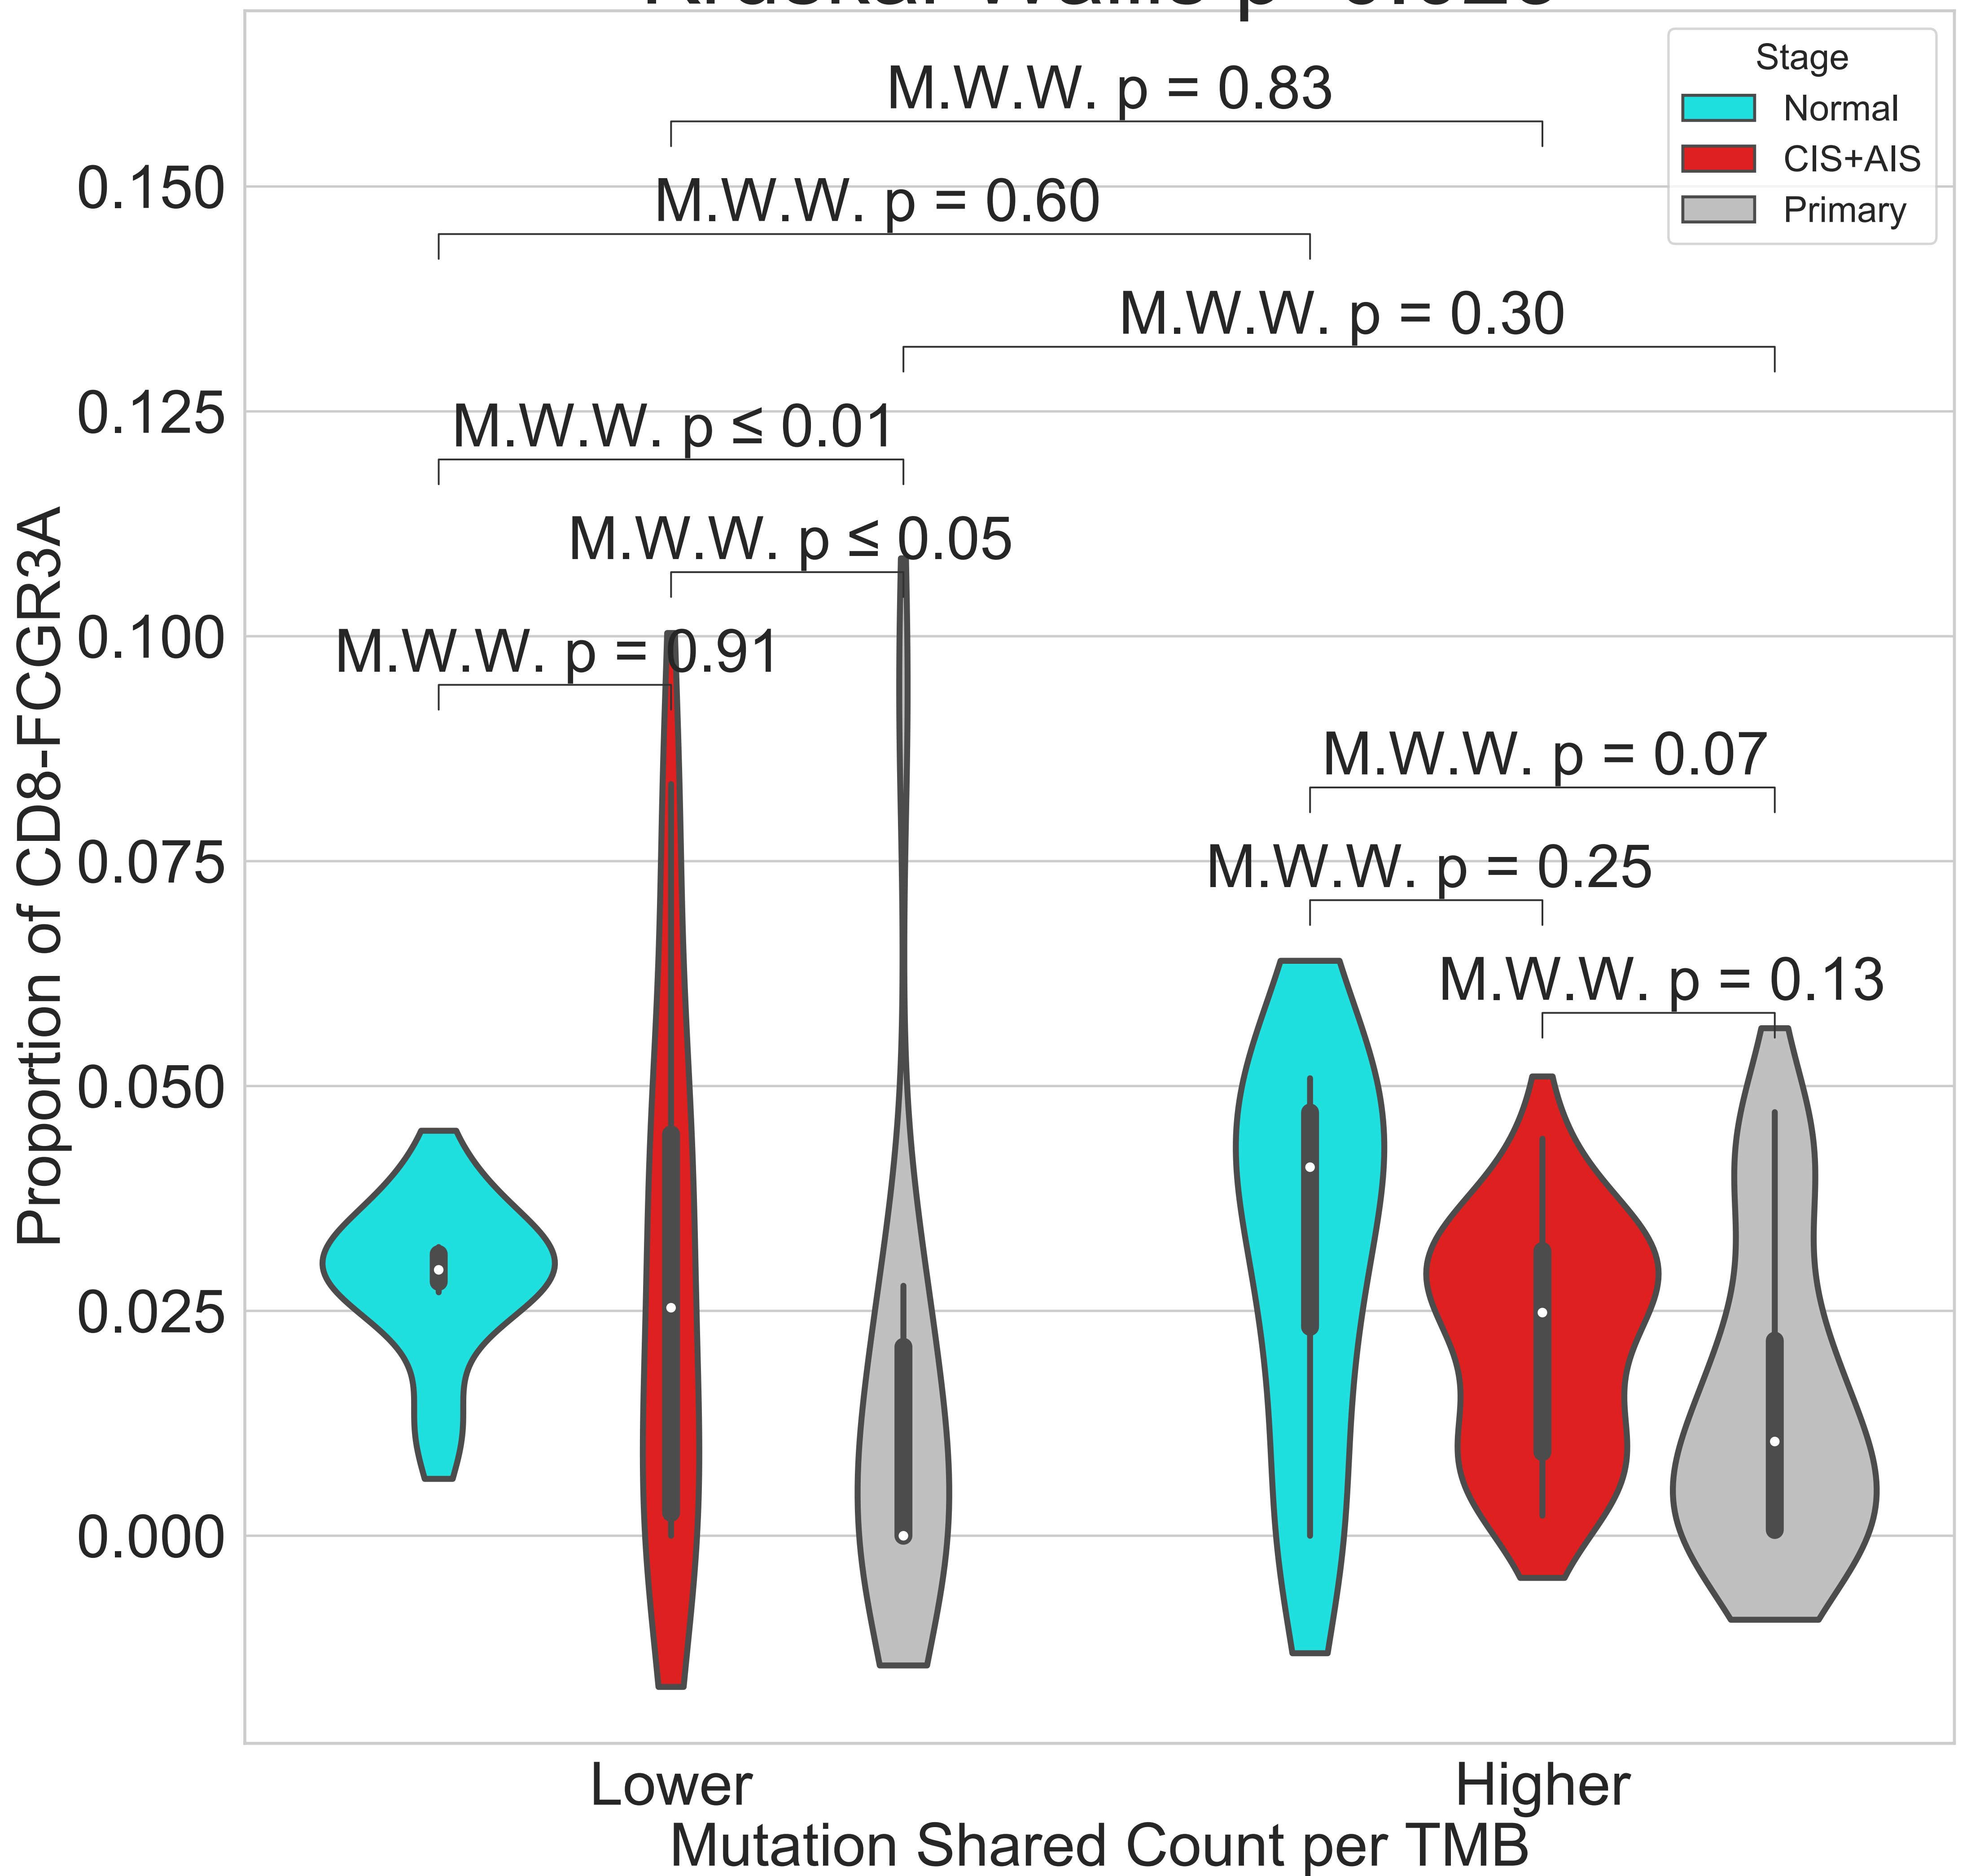 Stage
Normal
CIS+AIS
Primary
M.W.W. p = 0.83
M.W.W. p = 0.60
M.W.W. p = 0.30
M.W.W. p ≤ 0.01
M.W.W. p ≤ 0.05
M.W.W. p = 0.91
M.W.W. p = 0.07
M.W.W. p = 0.25
M.W.W. p = 0.13
0.150
0.125
0.100
0.075
0.050
0.025
0.000
Proportion of CD8-FCGR3A
Lower
Higher
Mutation Shared Count per TMB